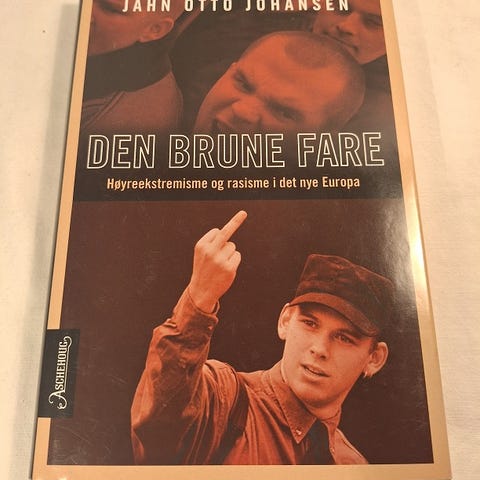 JAHN OTTO JOHANSEN
DEN BRUNE FARE
Høyreekstremisme og rasisme i det nye Europa
ASCHEHOUG